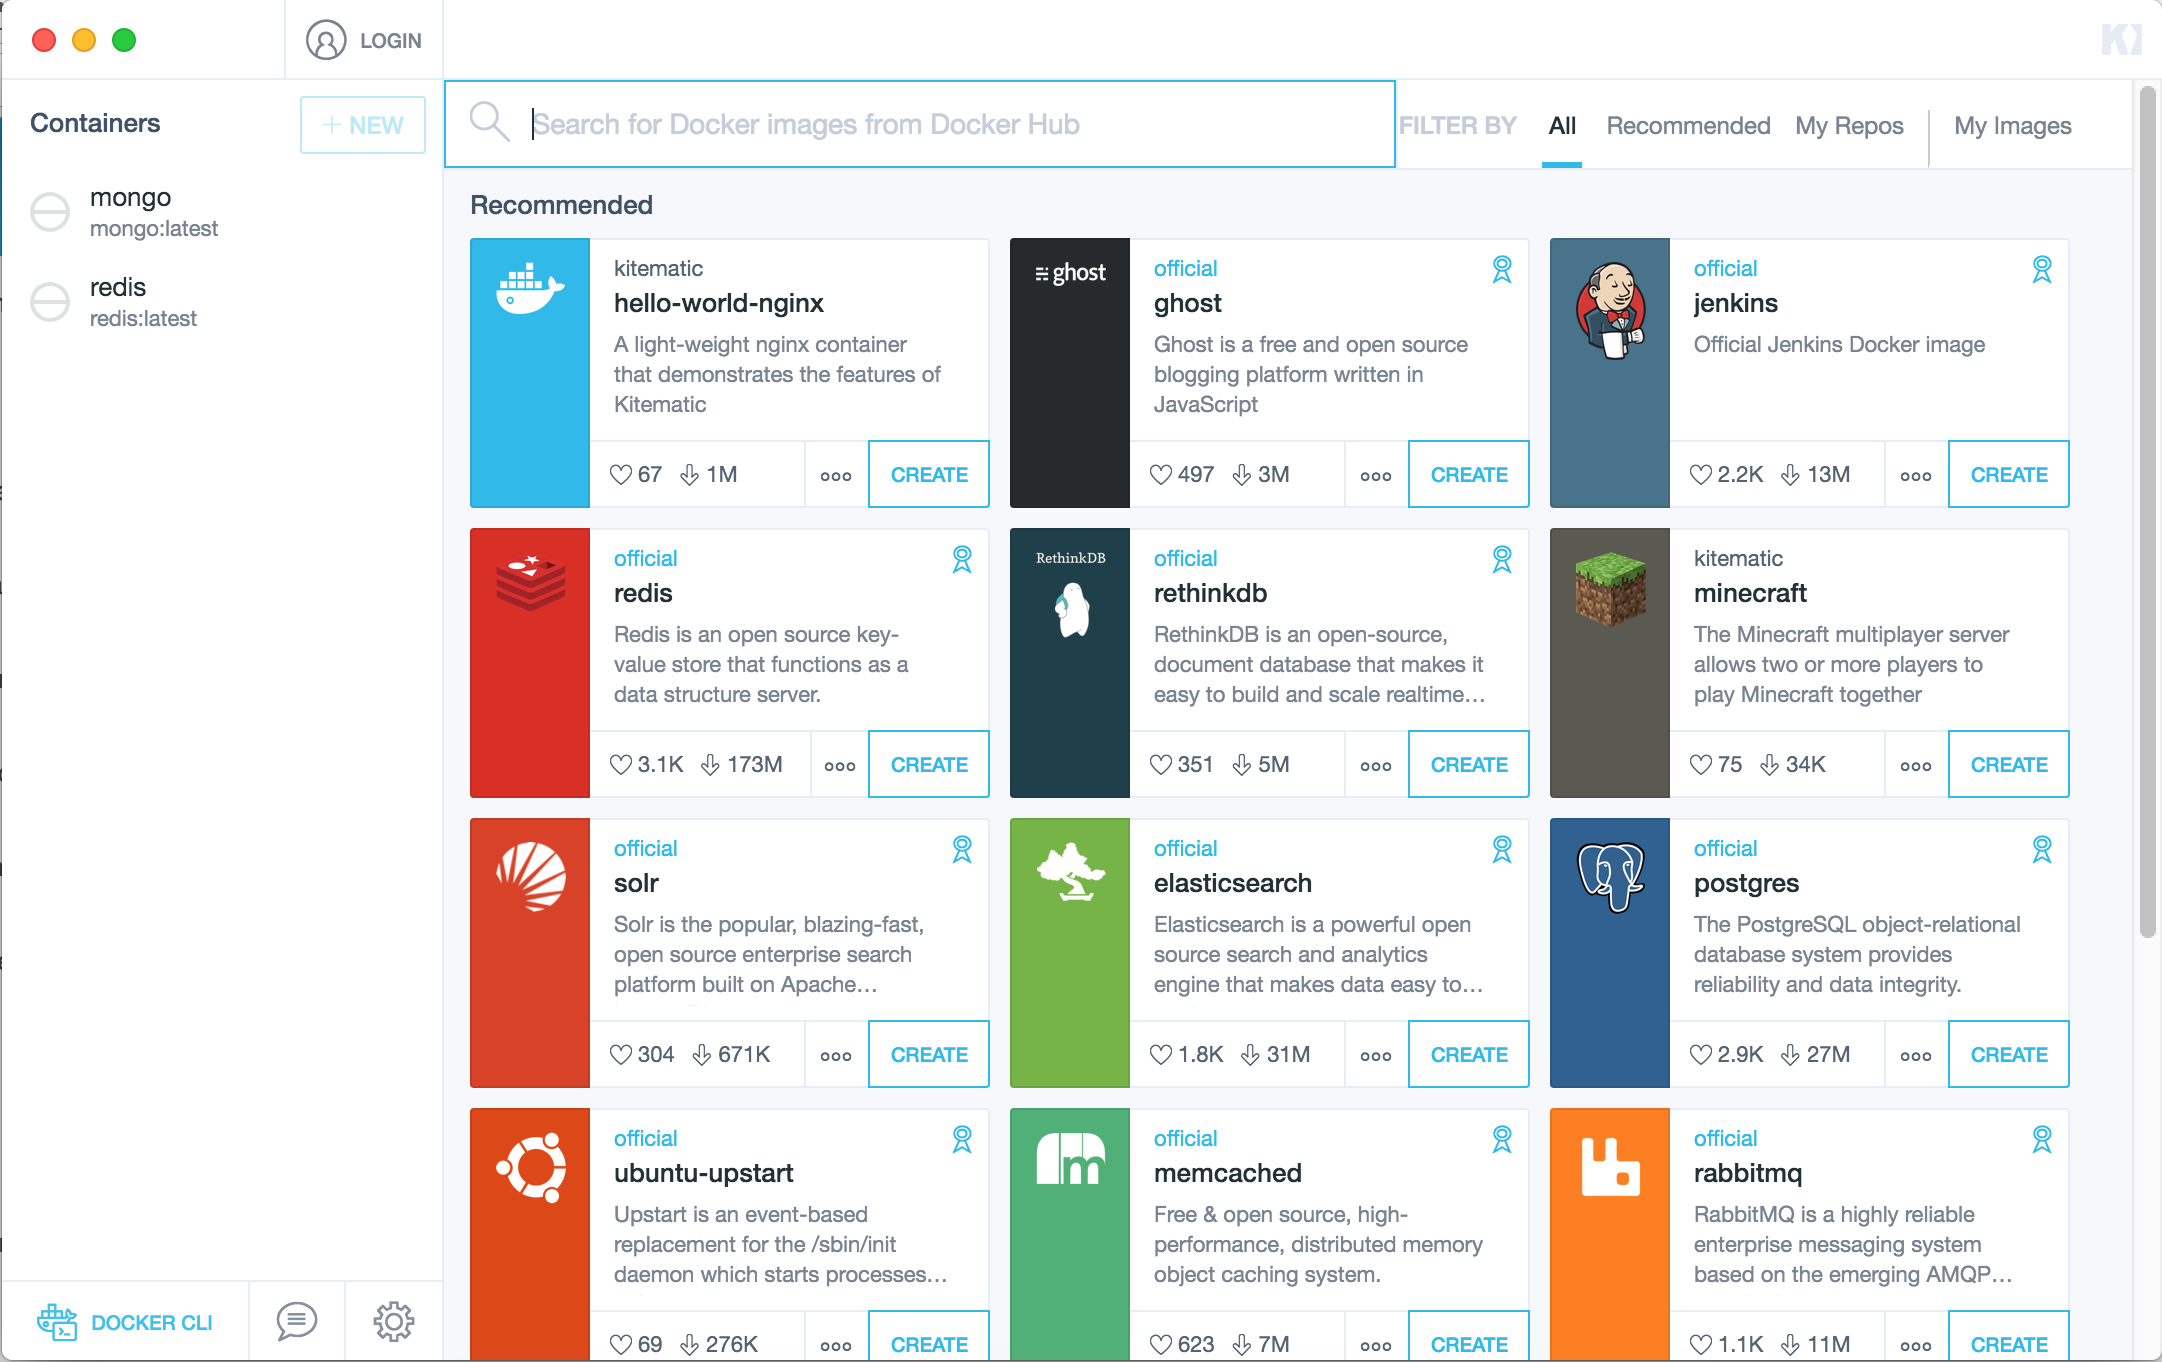 LOGIN
Containers
+ NEW
mongo
mongo:latest
redis
redis:latest
DOCKER CLI
Search for Docker images from Docker Hub
FILTER BY All Recommended My Repos My Images
Recommended
kitematic
hello-world-nginx
A light-weight nginx container
that demonstrates the features of
Kitematic
67 1M CREATE
ghost
official
ghost
Ghost is a free and open source
blogging platform written in
JavaScript
497 3M CREATE
official
jenkins
Official Jenkins Docker image
2.2K 13M CREATE
official
redis
Redis is an open source key-
value store that functions as a
data structure server.
3.1K 173M CREATE
RethinkDB
official
rethinkdb
RethinkDB is an open-source,
document database that makes it
easy to build and scale realtime…
351 5M CREATE
kitematic
minecraft
The Minecraft multiplayer server
allows two or more players to
play Minecraft together
75 34K CREATE
official
solr
Solr is the popular, blazing-fast,
open source enterprise search
platform built on Apache…
304 671K CREATE
official
elasticsearch
Elasticsearch is a powerful open
source search and analytics
engine that makes data easy to…
1.8K 31M CREATE
official
postgres
The PostgreSQL object-relational
database system provides
reliability and data integrity.
2.9K 27M CREATE
official
ubuntu-upstart
Upstart is an event-based
replacement for the /sbin/init
daemon which starts processes…
69 276K CREATE
m
official
memcached
Free & open source, high-
performance, distributed memory
object caching system.
623 7M CREATE
official
rabbitmq
RabbitMQ is a highly reliable
enterprise messaging system
based on the emerging AMQP…
1.1K 11M CREATE